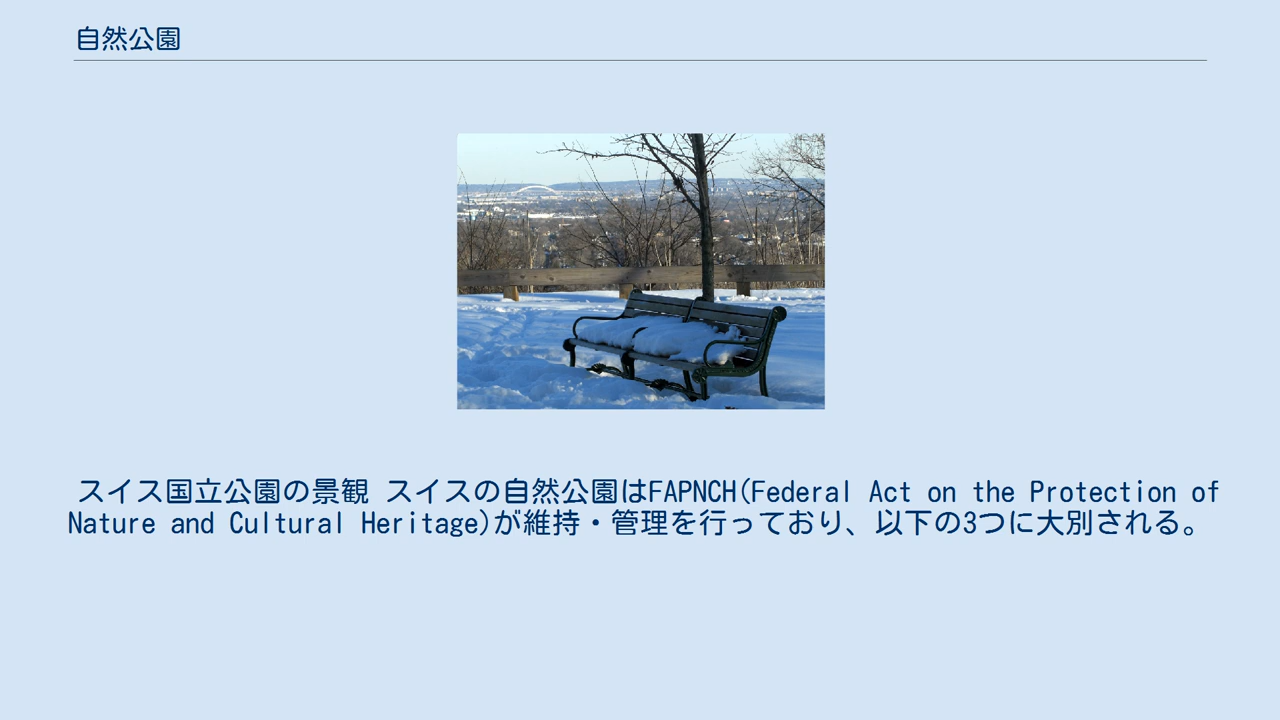 自然公園
スイス国立公園の景観 スイスの自然公園はFAPNCH(Federal Act on the Protection of
Nature and Cultural Heritage)が維持・管理を行っており、以下の3つに大別される。